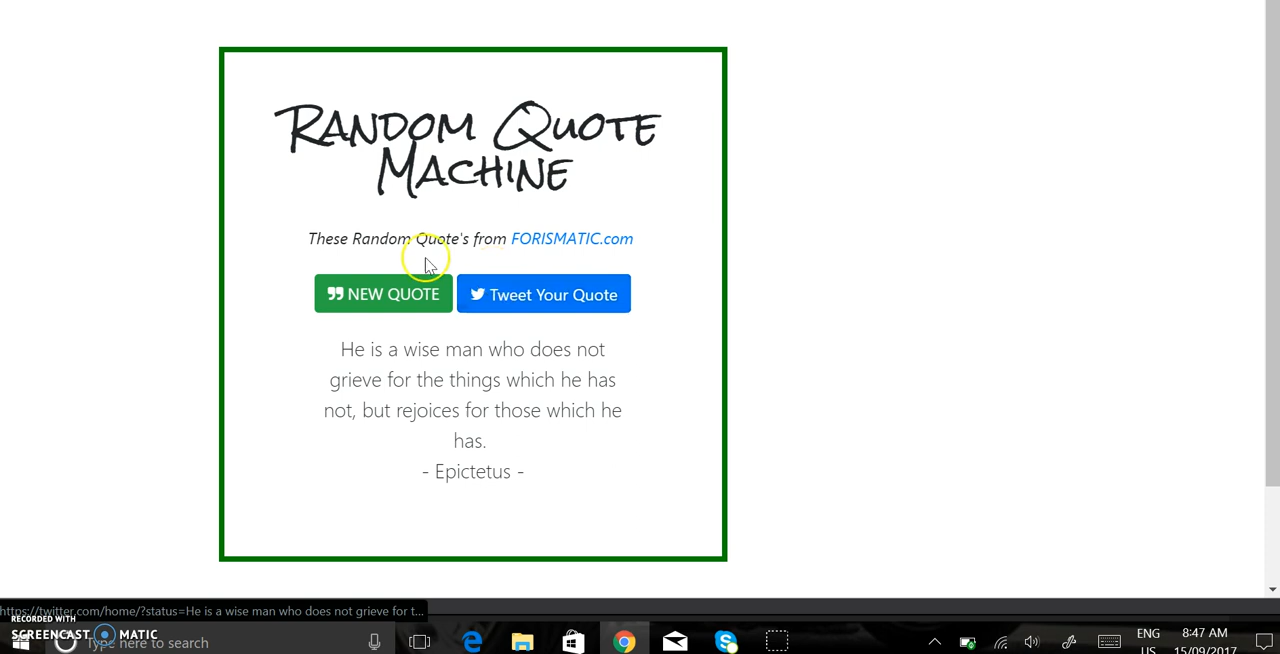 Random Quote
Machine
These Random Quote's from FORISMATIC.com
NEW QUOTE Tweet Your Quote
He is a wise man who does not
grieve for the things which he has
not, but rejoices for those which he
has.
- Epictetus -
https://twitter.com/home/?status=He is a wise man who does not grieve for t...
RECORDED WITH
SCREENCAST MATIC
Type here to search
ENG 8:47 AM
US 15/09/2017